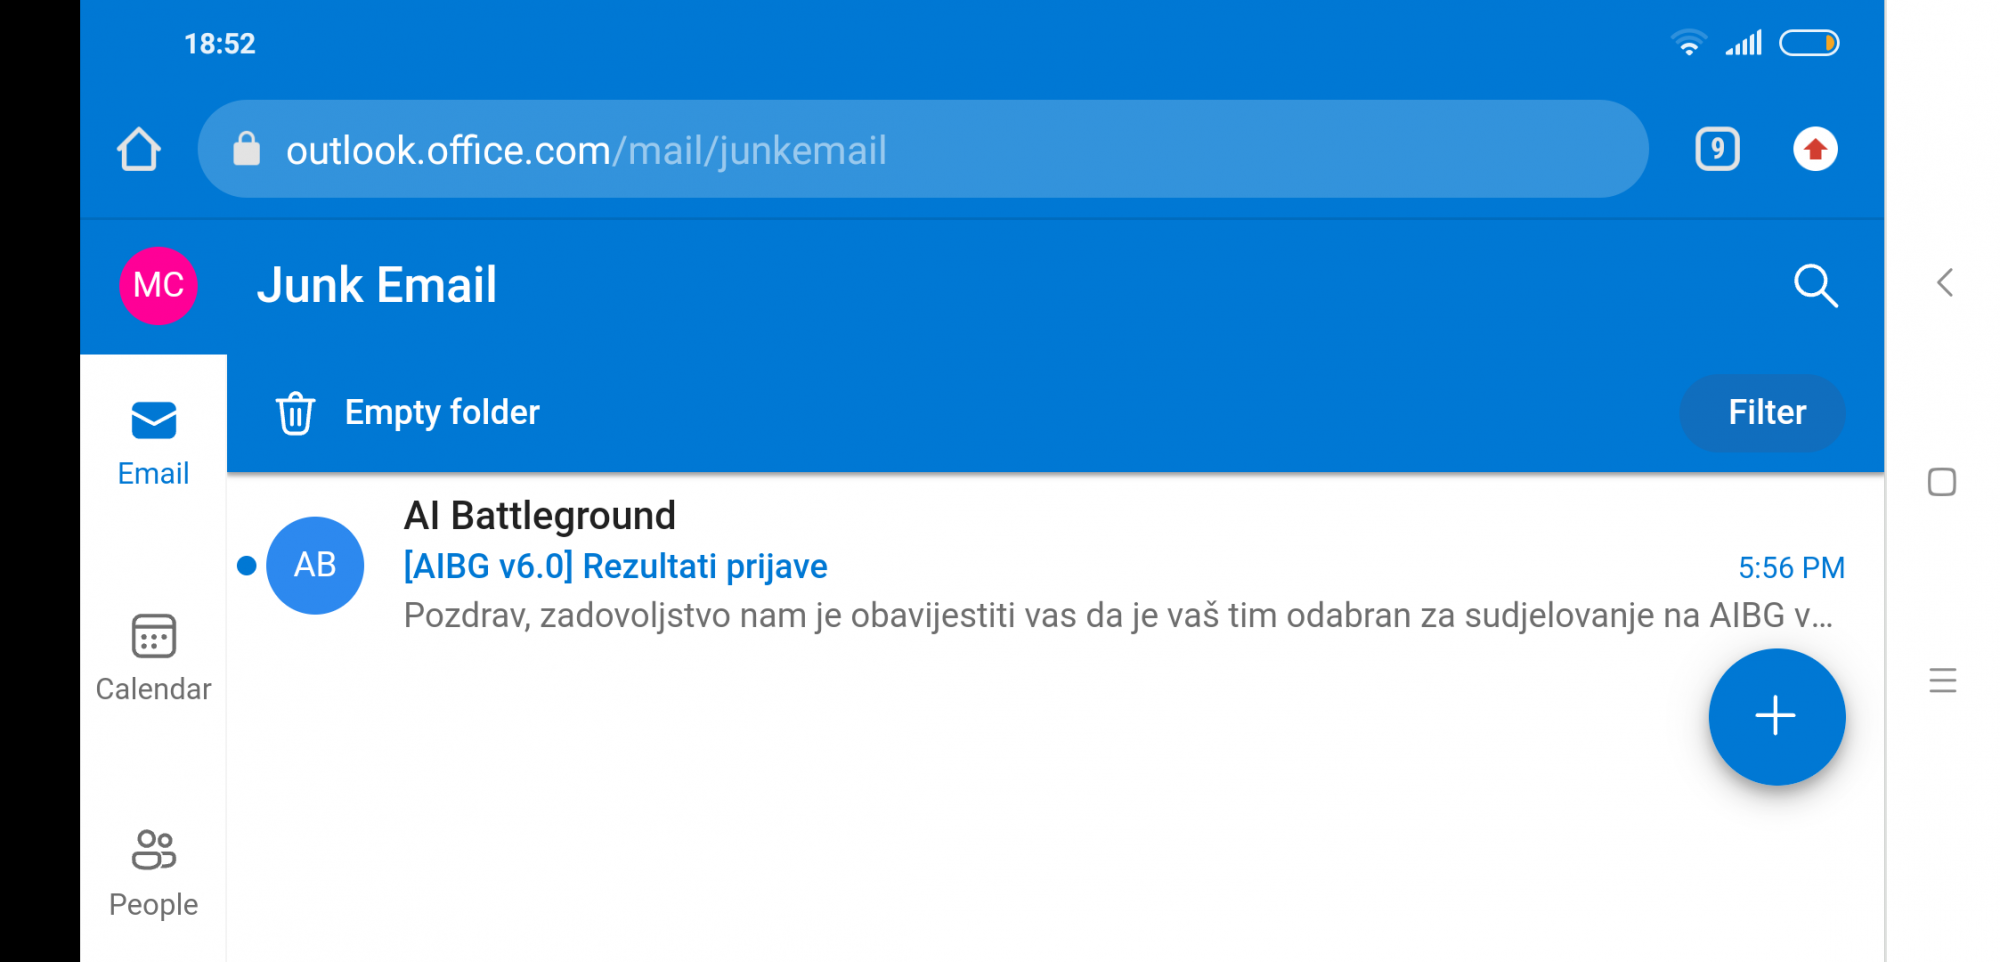 18:52
outlook.office.com/mail/junkemail
9
MC
Junk Email
Empty folder
Filter
Email
Calendar
People
AB
AI Battleground
[AIBG v6.0] Rezultati prijave
5:56 PM
Pozdrav, zadovoljstvo nam je obavijestiti vas da je vaš tim odabran za sudjelovanje na AIBG v...